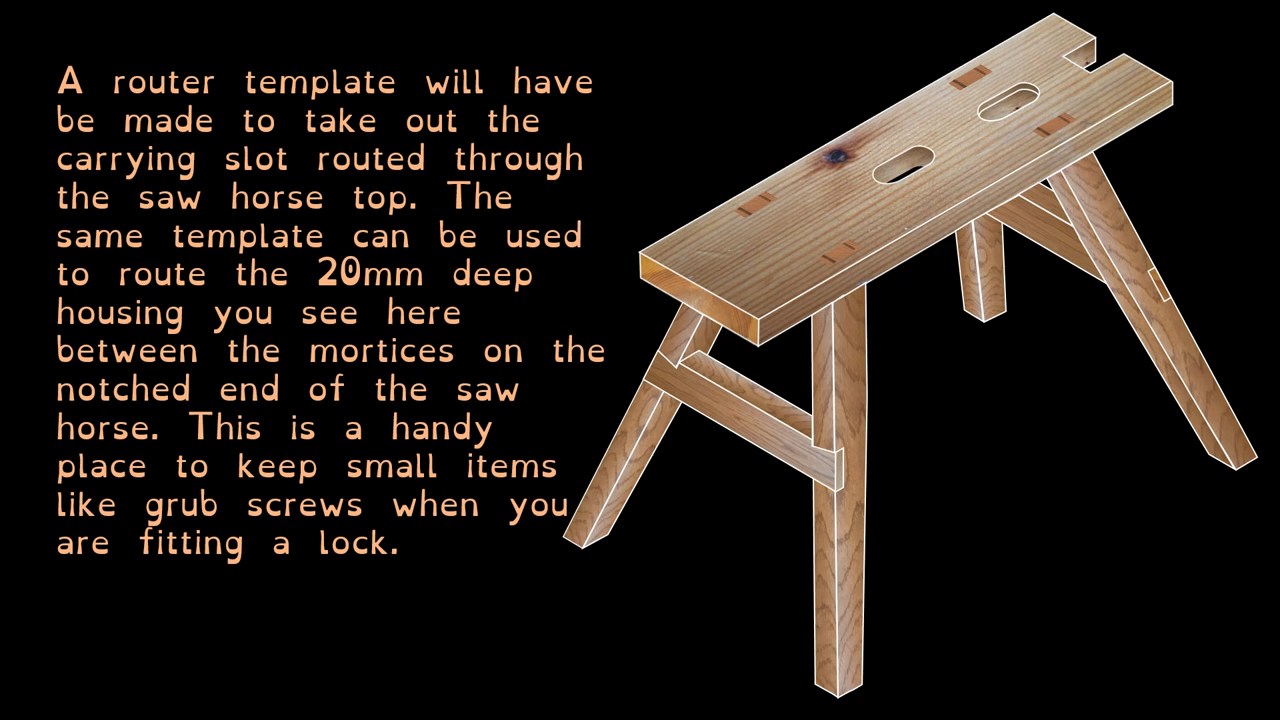 A router template will have
be made to take out the
carrying slot routed through
the saw horse top. The
same template can be used
to route the 20mm deep
housing you see here
between the mortices on the
notched end of the saw
horse. This is a handy
place to keep small items
like grub screws when you
are fitting a lock.